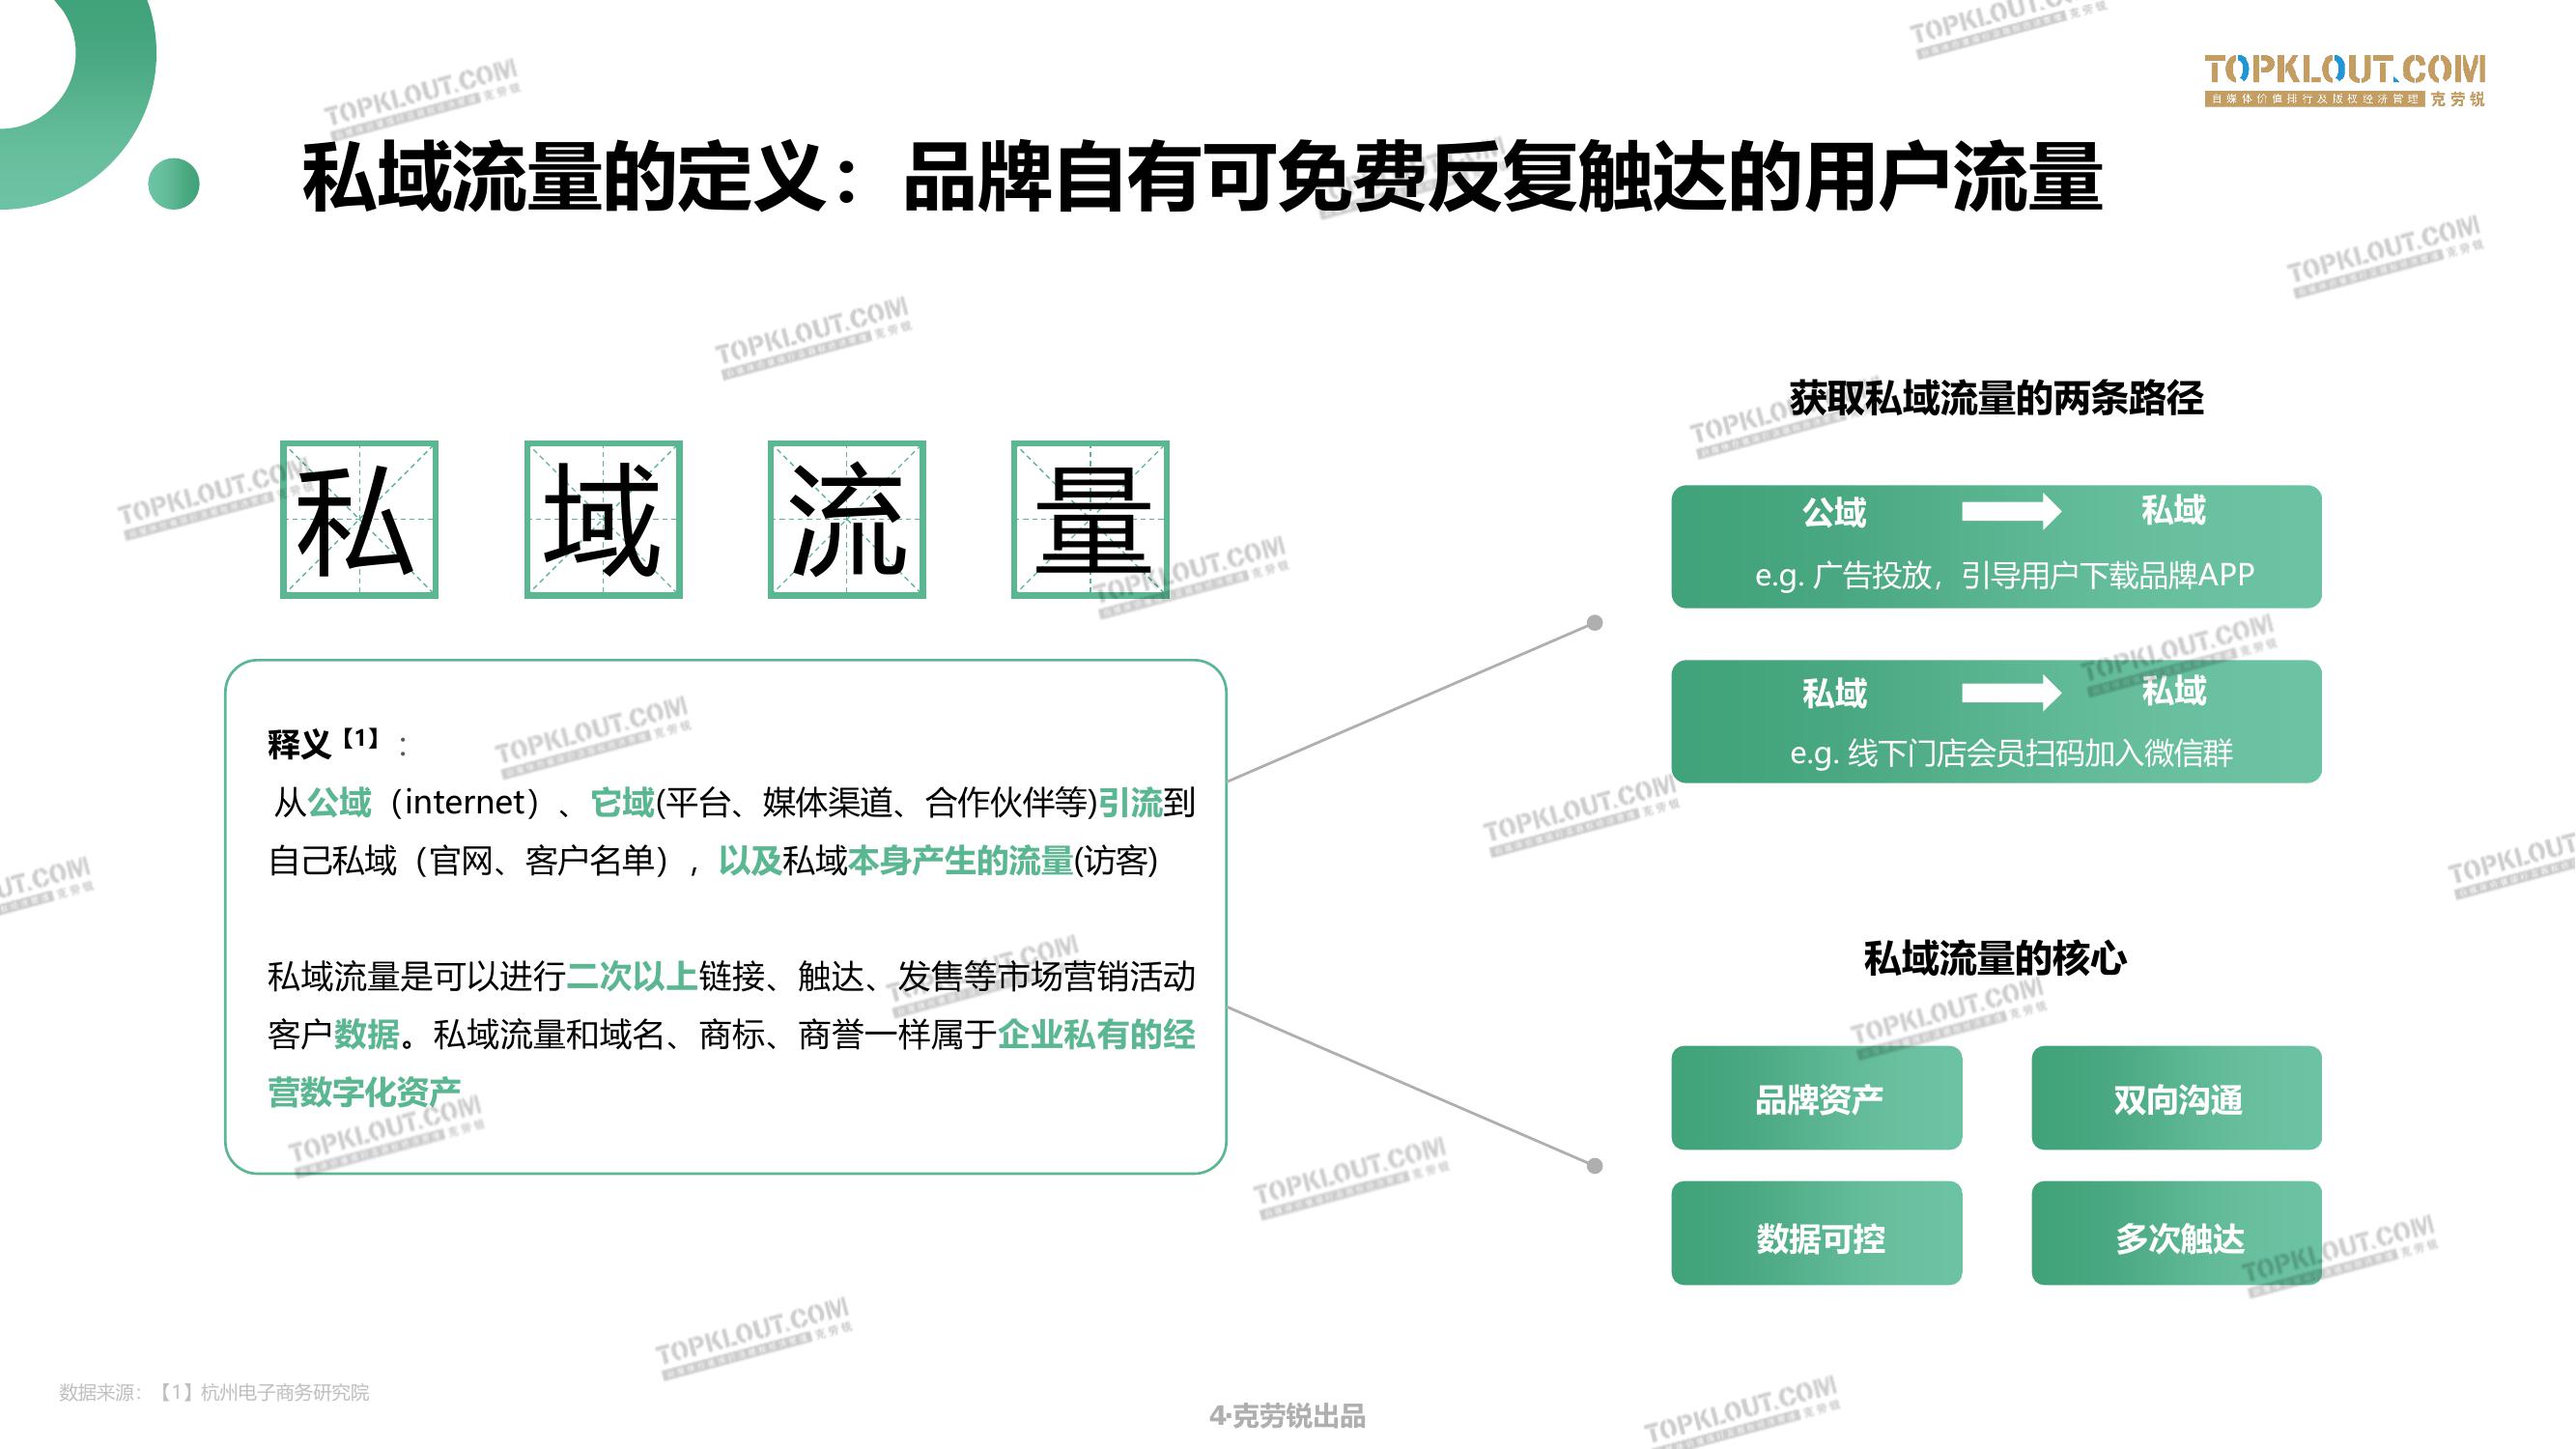 TOPKLOUT.COM
自媒体价值排行及版权经济管理 克劳锐
私域流量的定义：品牌自有可免费反复触达的用户流量
私 域 流 量
释义【1】：
从公域（internet）、它域(平台、媒体渠道、合作伙伴等)引流到
自己私域（官网、客户名单），以及私域本身产生的流量(访客)
私域流量是可以进行二次以上链接、触达、发售等市场营销活动
客户数据。私域流量和域名、商标、商誉一样属于企业私有的经
营数字化资产
获取私域流量的两条路径
公域 私域
e.g. 广告投放，引导用户下载品牌APP
私域 私域
e.g. 线下门店会员扫码加入微信群
私域流量的核心
品牌资产 双向沟通
数据可控 多次触达
数据来源：【1】杭州电子商务研究院
4·克劳锐出品